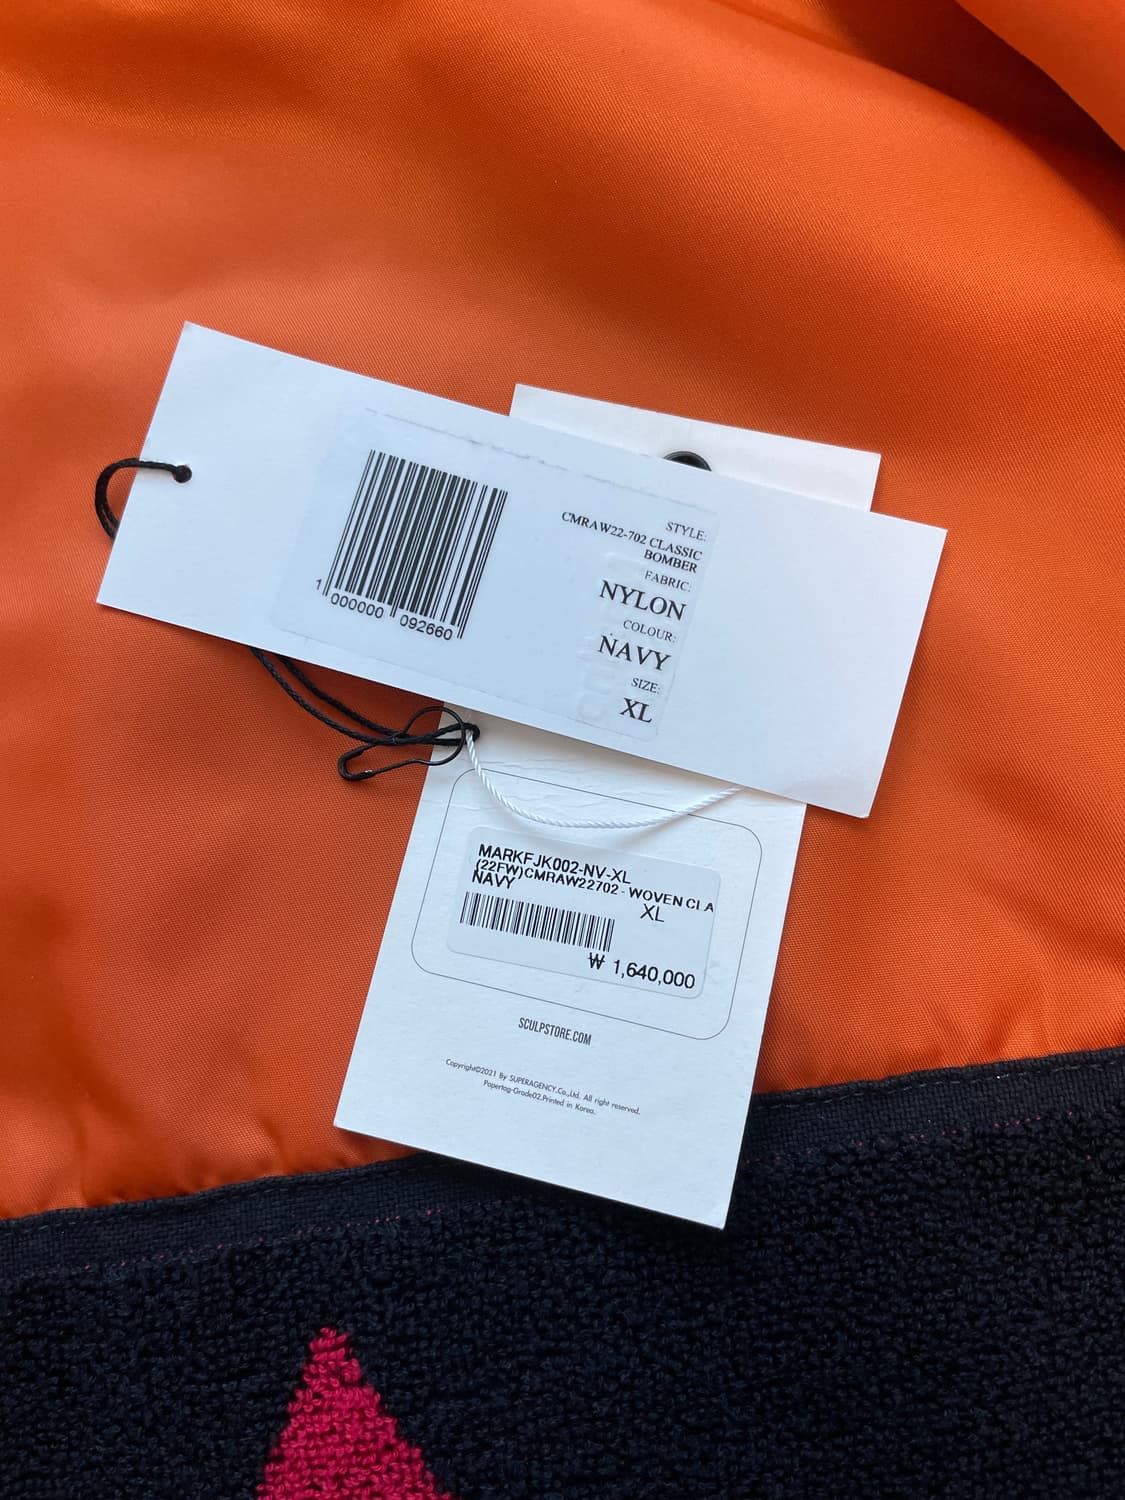 STYLE:
CMRAW22-702 CLASSIC
BOMBER
FABRIC:
NYLON
COLOUR:
NAVY
SIZE:
XL
1 000000 092660
MARKFJK002-NV-XL
(22FW)CMRAW22702 - WOVEN CLA
NAVY
XL
₩ 1,640,000
SCULPSTORE.COM
Copyright©2021 By SUPERAGENCY.Co.,Ltd. All right reserved.
Papertag-Grade02.Printed in Korea.